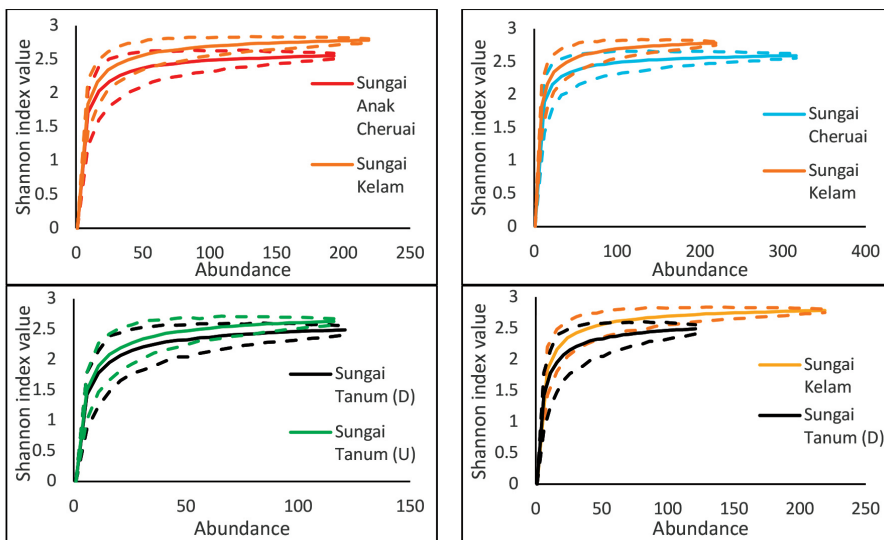 Shannon index value
3
2.5
2
1.5
1
0.5
0
0 50 100 150 200 250
Abundance
Sungai
Anak
Cheruai
Sungai
Kelam
Shannon index value
3
2.5
2
1.5
1
0.5
0
0 100 200 300 400
Abundance
Sungai
Cheruai
Sungai
Kelam
Shannon index value
3
2.5
2
1.5
1
0.5
0
0 50 100 150
Abundance
Sungai
Tanum (D)
Sungai
Tanum (U)
Shannon index value
3
2.5
2
1.5
1
0.5
0
0 50 100 150 200 250
Abundance
Sungai
Kelam
Sungai
Tanum (D)